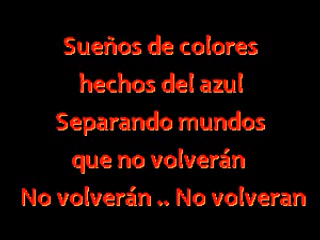 Sueños de colores
hechos del azul
Separando mundos
que no volverán
No volverán .. No volveran